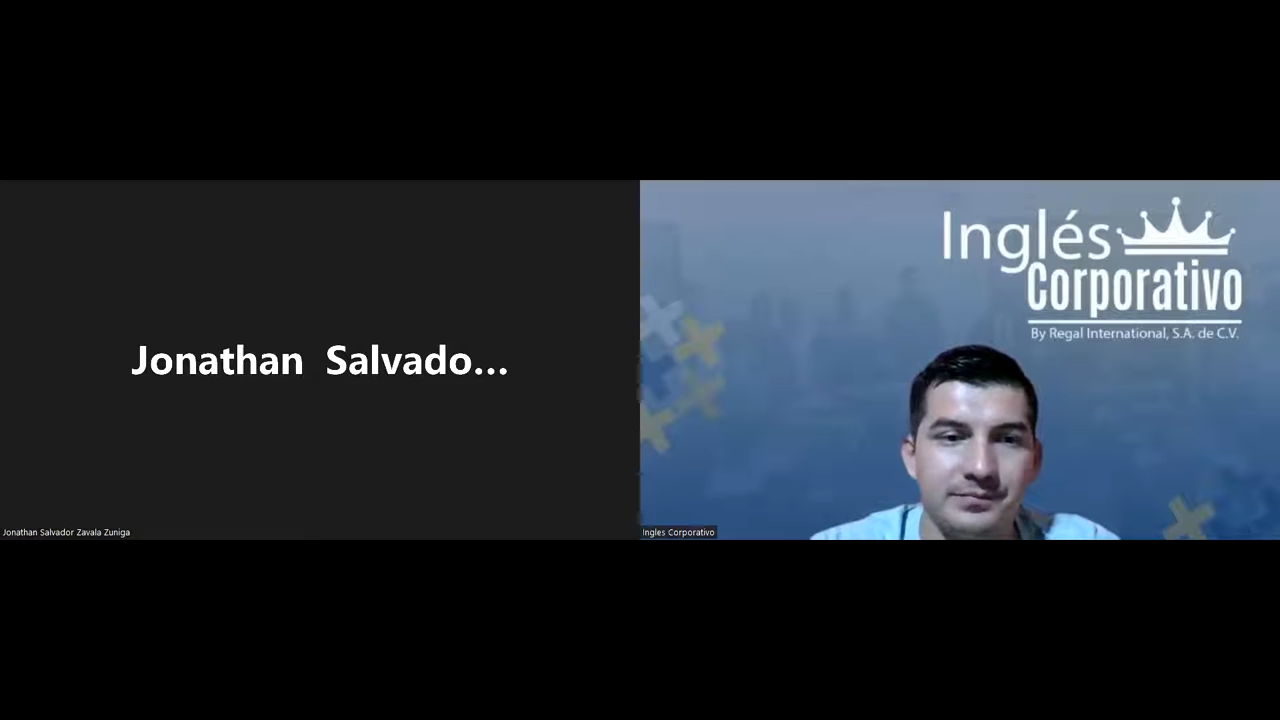 Jonathan Salvado...
Jonathan Salvador Zavala Zuniga
Inglés
Corporativo
By Regal International, S.A. de C.V.
Ingles Corporativo